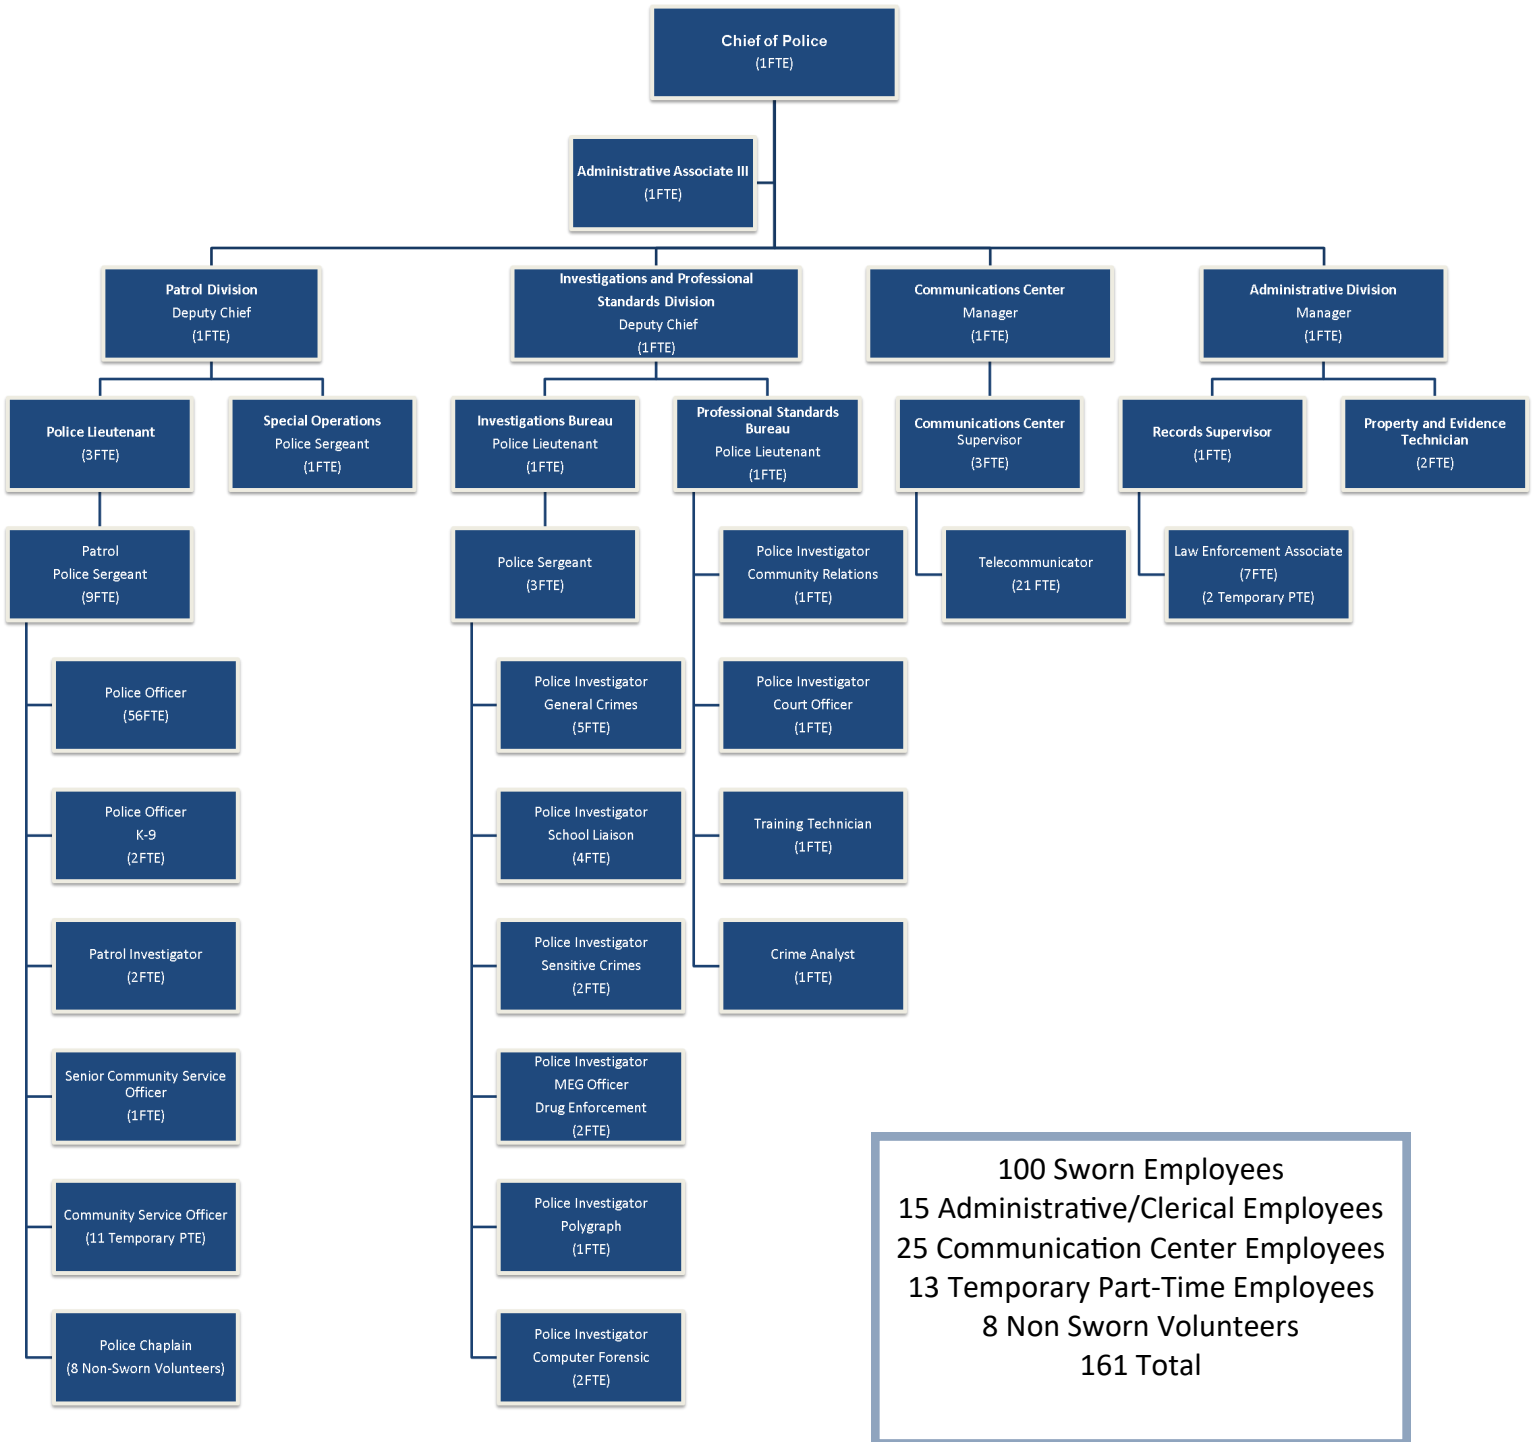 Chief of Police
(1FTE)
Administrative Associate III
(1FTE)
Patrol Division
Deputy Chief
(1FTE)
Investigations and Professional
Standards Division
Deputy Chief
(1FTE)
Communications Center
Manager
(1FTE)
Administrative Division
Manager
(1FTE)
Police Lieutenant
(3FTE)
Special Operations
Police Sergeant
(1FTE)
Investigations Bureau
Police Lieutenant
(1FTE)
Professional Standards
Bureau
Police Lieutenant
(1FTE)
Communications Center
Supervisor
(3FTE)
Records Supervisor
(1FTE)
Property and Evidence
Technician
(2FTE)
Patrol
Police Sergeant
(9FTE)
Police Sergeant
(3FTE)
Police Investigator
Community Relations
(1FTE)
Telecommunicator
(21 FTE)
Law Enforcement Associate
(7FTE)
(2 Temporary PTE)
Police Officer
(56FTE)
Police Investigator
General Crimes
(5FTE)
Police Investigator
Court Officer
(1FTE)
Police Officer
K-9
(2FTE)
Police Investigator
School Liaison
(4FTE)
Training Technician
(1FTE)
Patrol Investigator
(2FTE)
Police Investigator
Sensitive Crimes
(2FTE)
Crime Analyst
(1FTE)
Senior Community Service
Officer
(1FTE)
Police Investigator
MEG Officer
Drug Enforcement
(2FTE)
Community Service Officer
(11 Temporary PTE)
Police Investigator
Polygraph
(1FTE)
Police Chaplain
(8 Non-Sworn Volunteers)
Police Investigator
Computer Forensic
(2FTE)
100 Sworn Employees
15 Administrative/Clerical Employees
25 Communication Center Employees
13 Temporary Part-Time Employees
8 Non Sworn Volunteers
161 Total